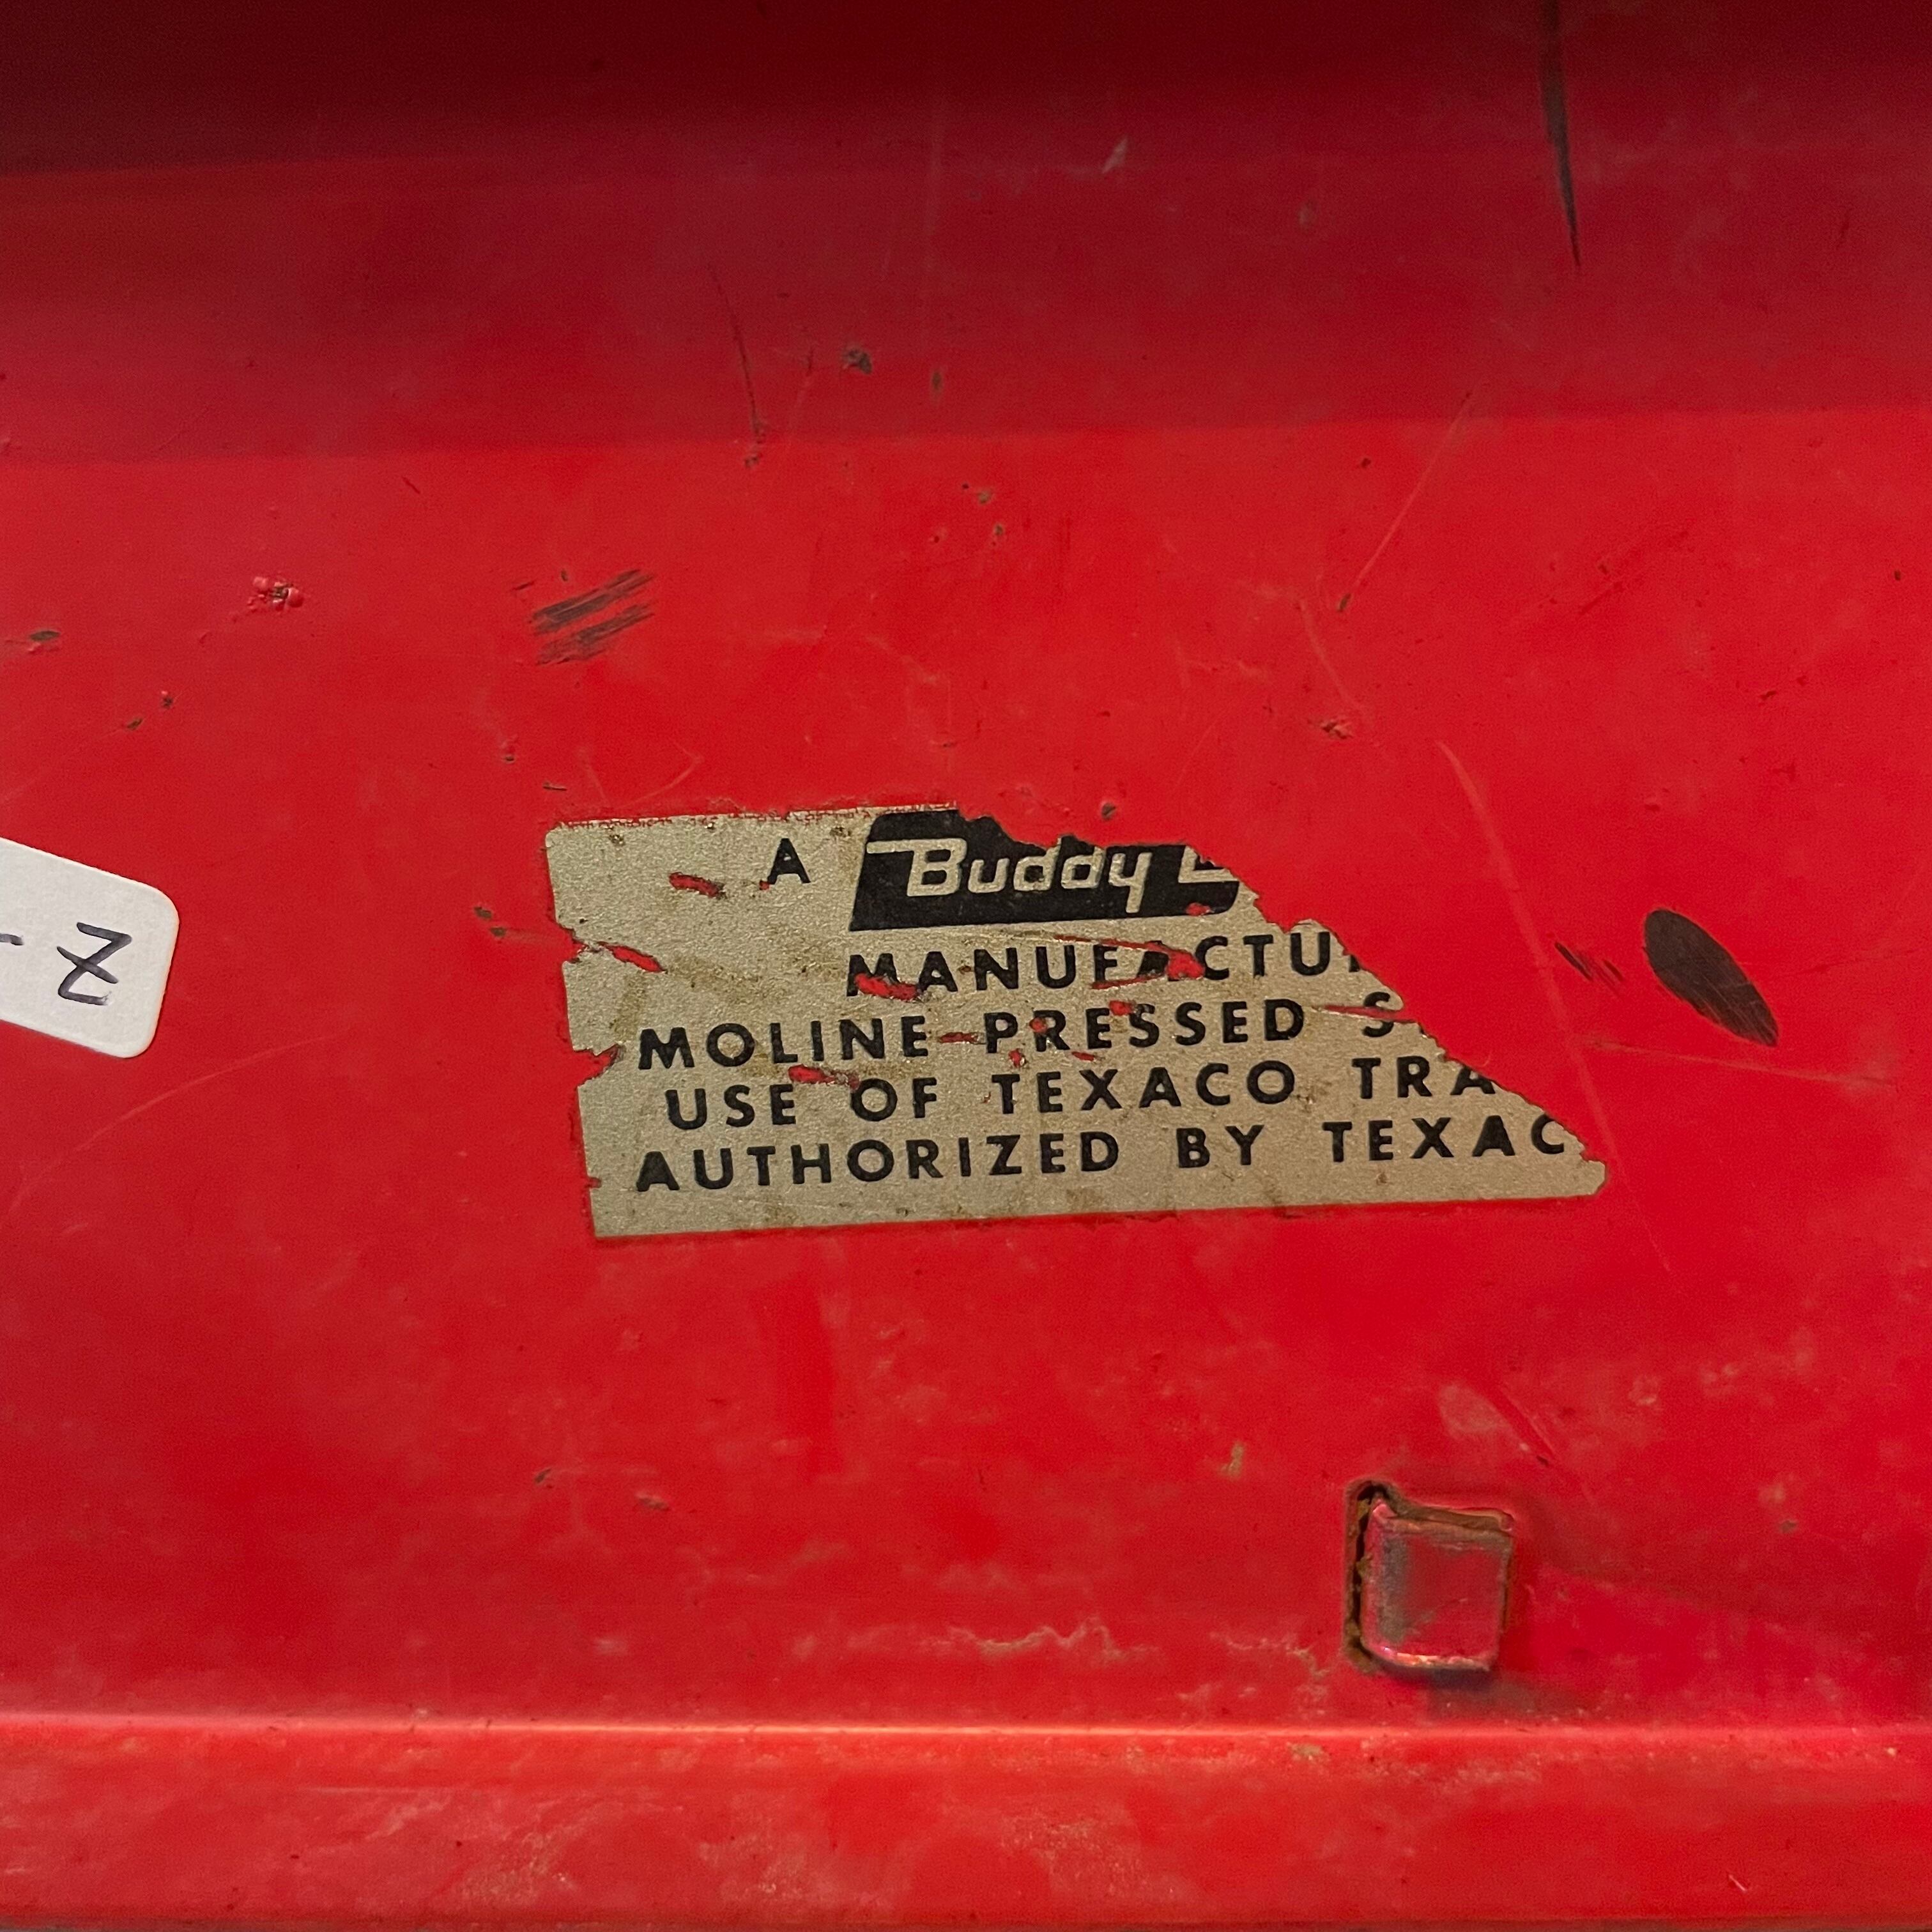 A Buddy L
MANUFACTU
MOLINE PRESSED S
USE OF TEXACO TRA
AUTHORIZED BY TEXAC